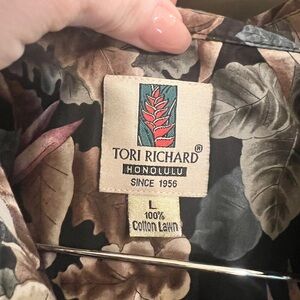 TORI RICHARD®
HONOLULU
SINCE 1956
L
100%
Cotton Lawn